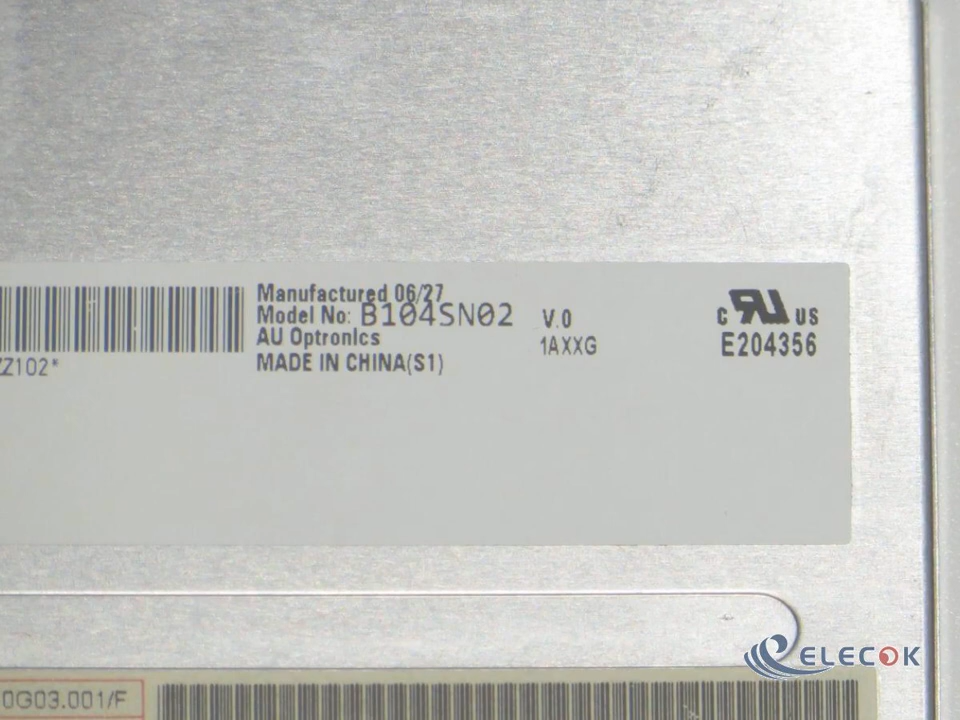 Manufactured 06/27
Model No: B104SN02 V.0
AU Optronics 1AXXG
MADE IN CHINA(S1)
C RU US
E204356
Z102*
ELECOK
0G03.001/F